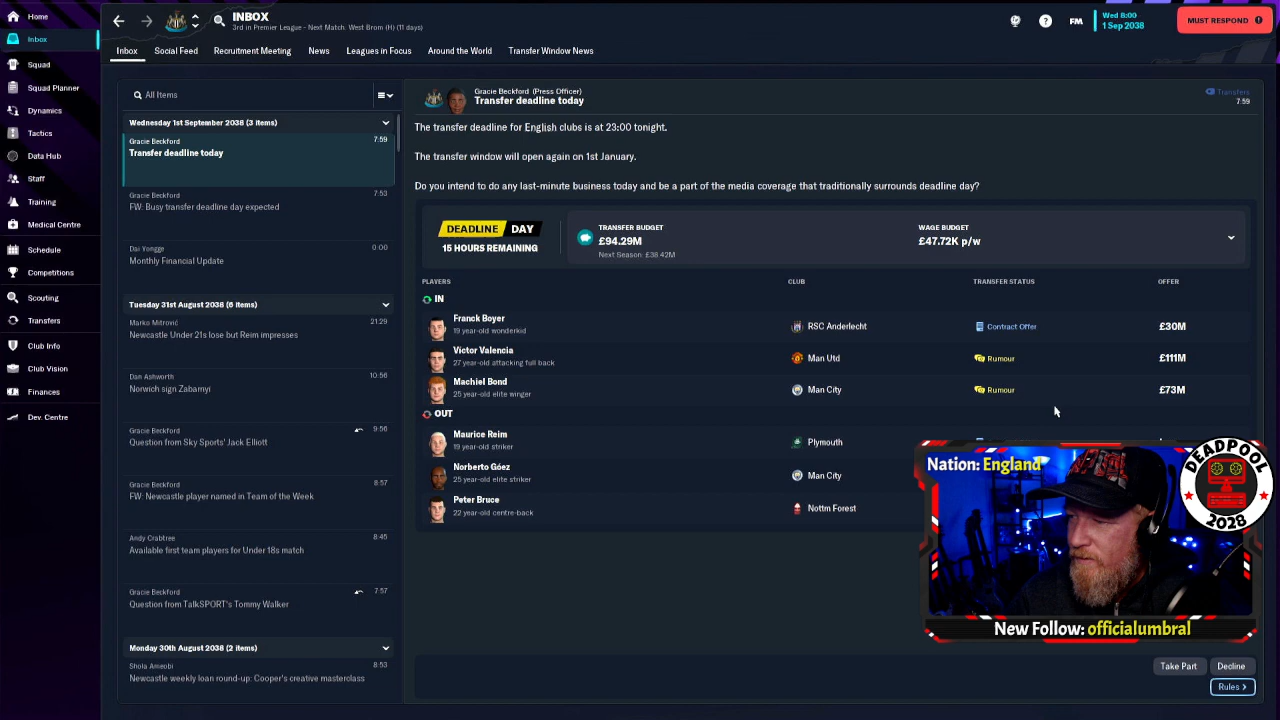 INBOX
3rd in Premier League - Next Match: West Brom (H) (11 days)
FM
Wed 8:00
1 Sep 2038
MUST RESPOND
Home
Inbox
Squad
Squad Planner
Dynamics
Tactics
Data Hub
Staff
Training
Medical Centre
Schedule
Competitions
Scouting
Transfers
Club Info
Club Vision
Finances
Dev. Centre
Inbox
Social Feed
Recruitment Meeting
News
Leagues in Focus
Around the World
Transfer Window News
All Items
Wednesday 1st September 2038 (3 items)
Gracie Beckford 7:59
Transfer deadline today
Gracie Beckford 7:53
FW: Busy transfer deadline day expected
Dai Yongge 0:00
Monthly Financial Update
Tuesday 31st August 2038 (6 items)
Marko Mitrović 21:29
Newcastle Under 21s lose but Reim impresses
Dan Ashworth 10:56
Norwich sign Zabarnyi
Gracie Beckford 9:56
Question from Sky Sports' Jack Elliott
Gracie Beckford 8:57
FW: Newcastle player named in Team of the Week
Andy Crabtree 8:45
Available first team players for Under 18s match
Gracie Beckford 7:57
Question from TalkSPORT's Tommy Walker
Monday 30th August 2038 (2 items)
Shola Ameobi 8:53
Newcastle weekly loan round-up: Cooper's creative masterclass
Gracie Beckford (Press Officer)
Transfer deadline today
Transfers
7:59
The transfer deadline for English clubs is at 23:00 tonight.
The transfer window will open again on 1st January.
Do you intend to do any last-minute business today and be a part of the media coverage that traditionally surrounds deadline day?
DEADLINE DAY
15 HOURS REMAINING
TRANSFER BUDGET
£94.29M
Next Season: £38.42M
WAGE BUDGET
£47.72K p/w
PLAYERS CLUB TRANSFER STATUS OFFER
IN
Franck Boyer
19 year-old wonderkid
RSC Anderlecht Contract Offer £30M
Víctor Valencia
27 year-old attacking full back
Man Utd Rumour £111M
Machiel Bond
25 year-old elite winger
Man City Rumour £73M
OUT
Maurice Reim
19 year-old striker
Plymouth
Norberto Góez
25 year-old elite striker
Man City
Peter Bruce
22 year-old centre-back
Nottm Forest
Nation: England
DEADPOOL
2028
New Follow: officialumbral
Take Part
Decline
Rules